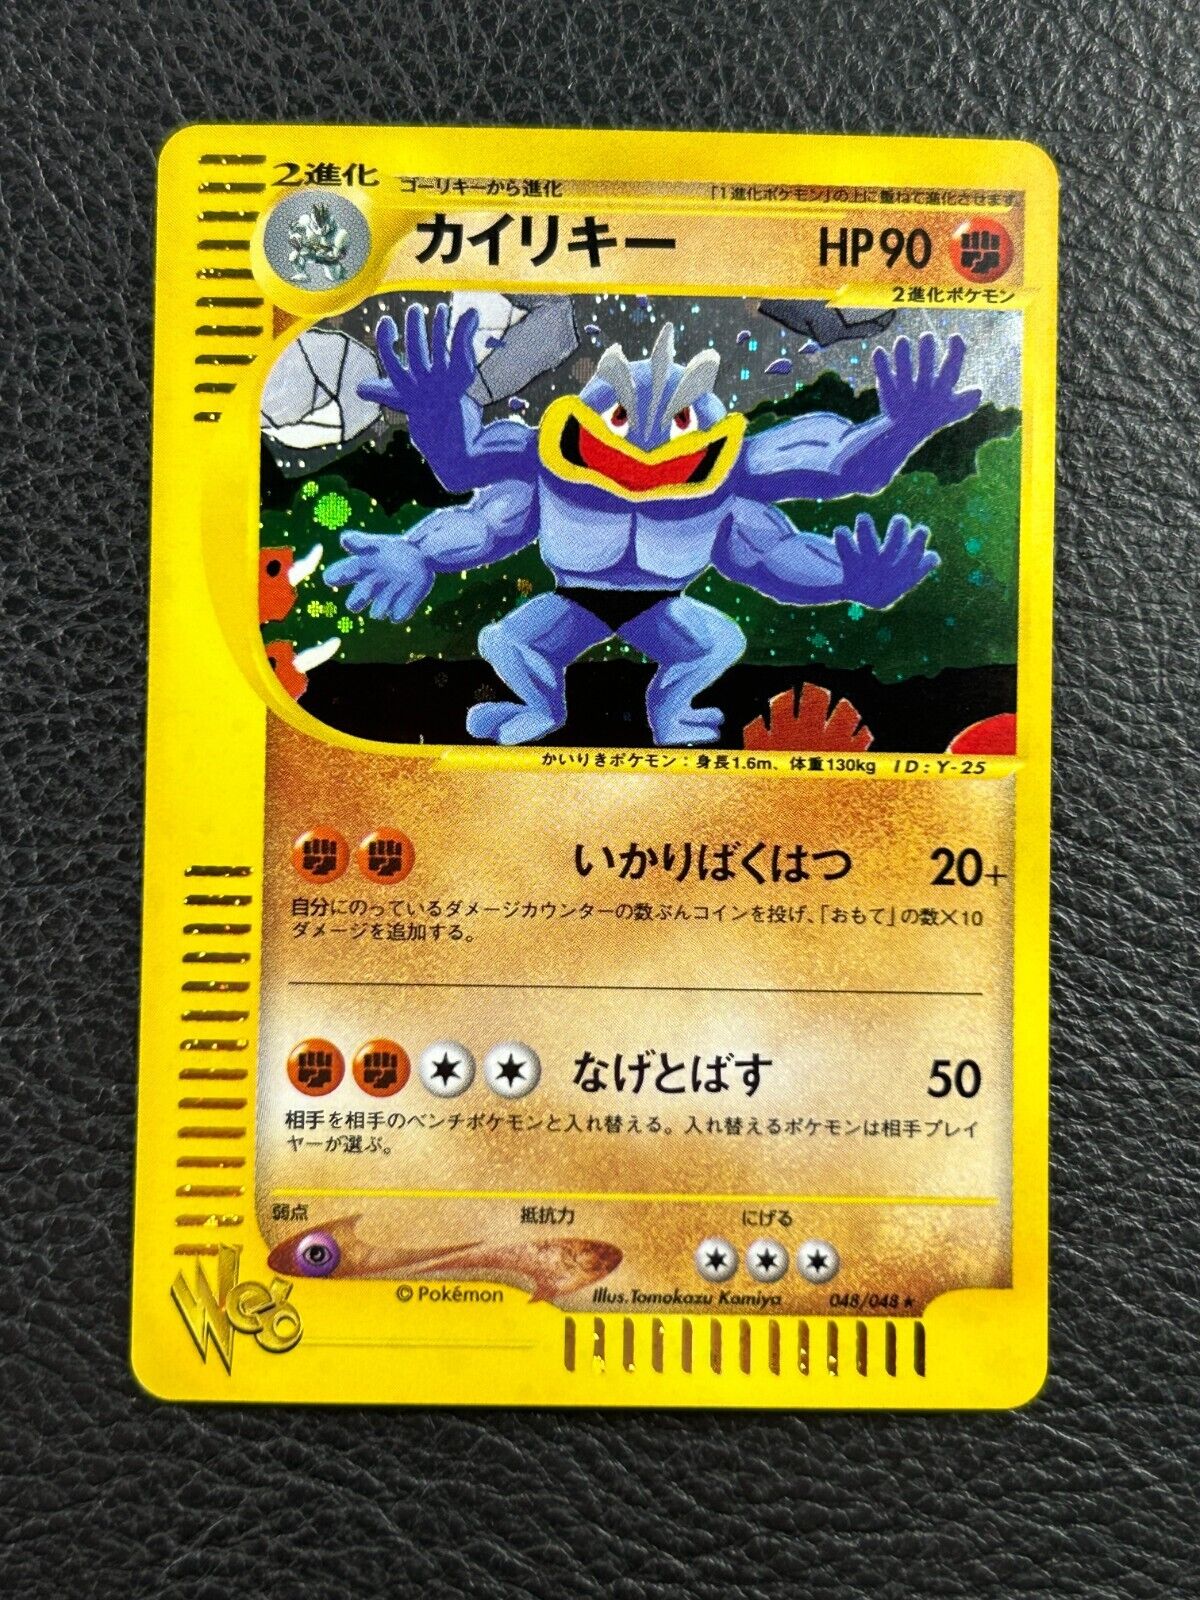 2進化 ゴーリキーから進化 「1進化ポケモン」の上に重ねて進化させます。
カイリキー HP90
2進化ポケモン
かいりきポケモン：身長1.6m、体重130kg ID:Y-25
いかりばくはつ 20+
自分にのっているダメージカウンターの数ぶんコインを投げ、「おもて」の数×10
ダメージを追加する。
なげとばす 50
相手を相手のベンチポケモンと入れ替える。入れ替えるポケモンは相手プレイ
ヤーが選ぶ。
弱点 抵抗力 にげる
Web
© Pokémon Illus.Tomokazu Komiya 048/048★